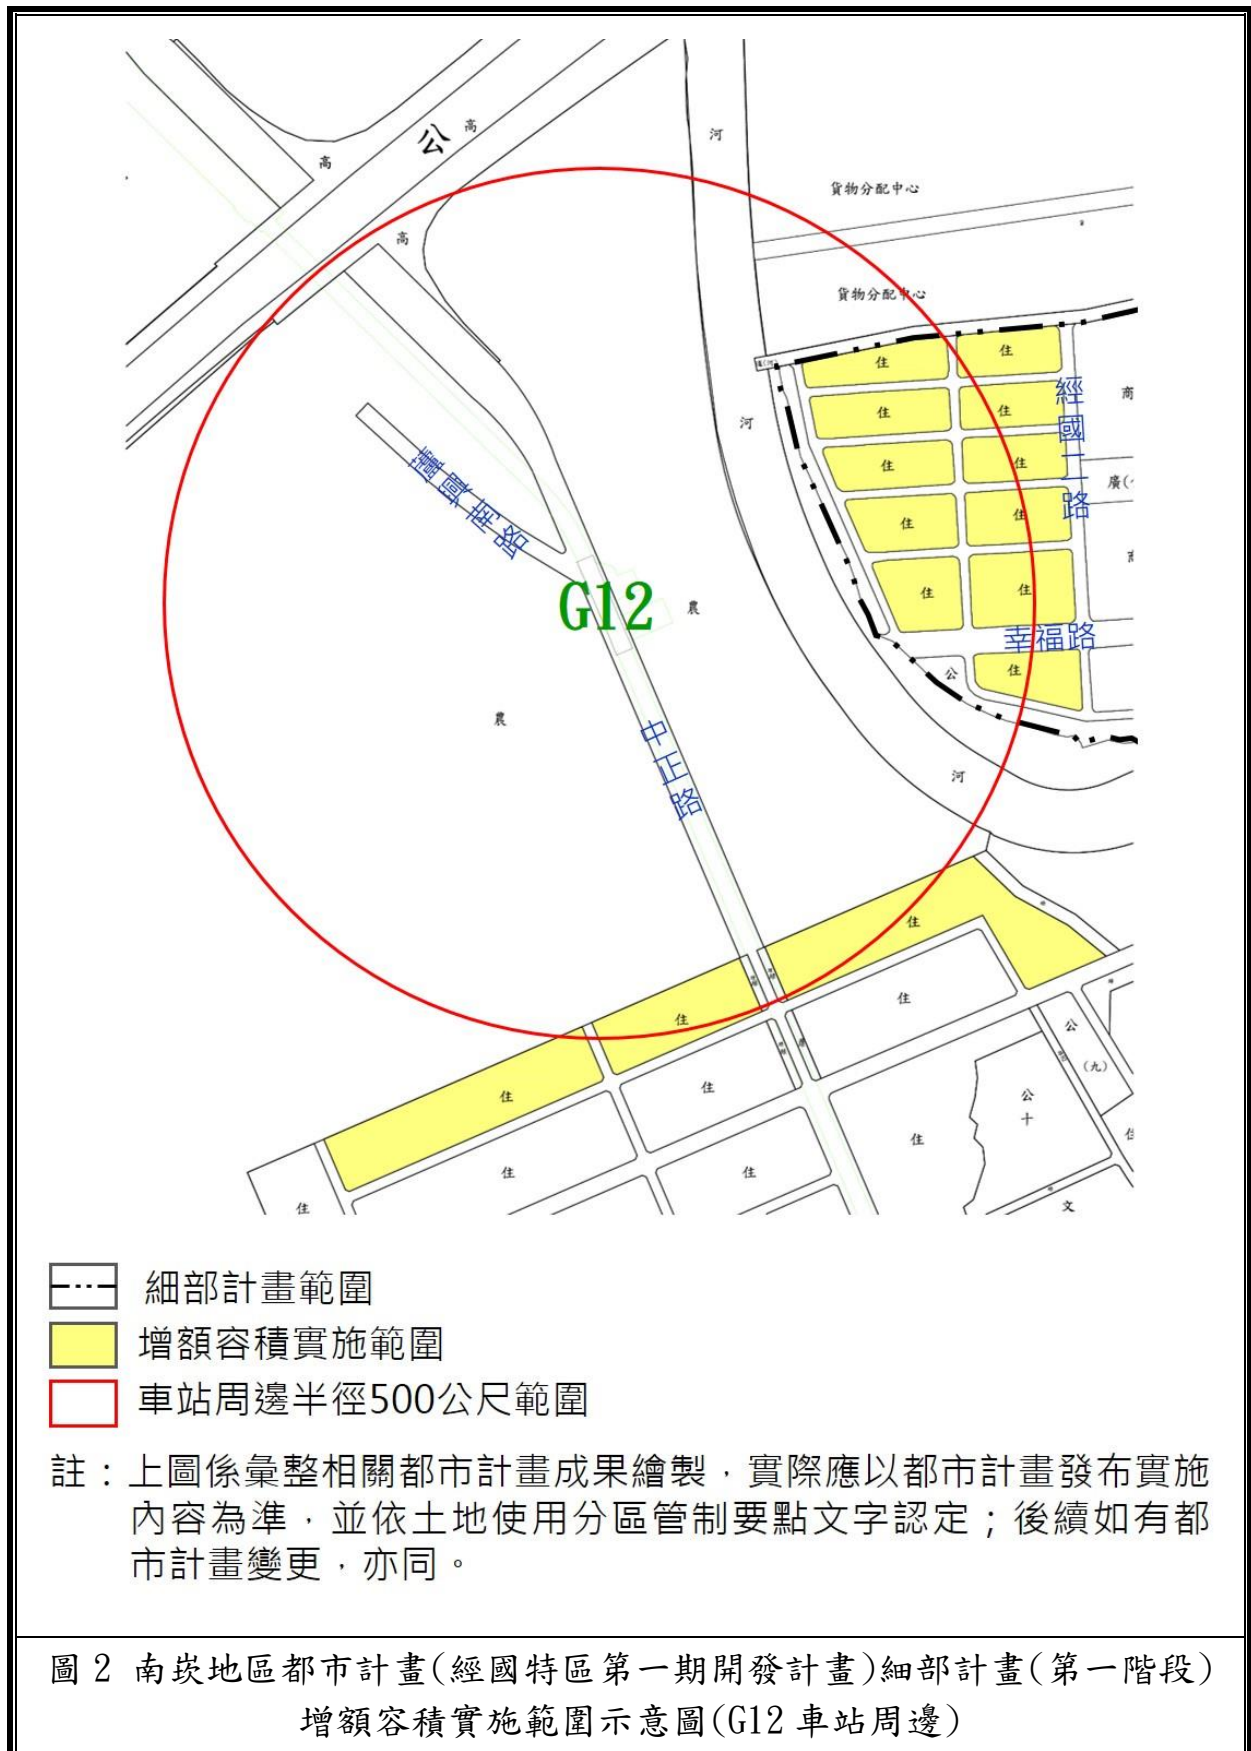 公
高
高
高
河
貨物分配中心
貨物分配中心
住
住
住
住
住
住
住
住
住
住
住
經國二路
商
廣(
河
蘆興南路
G12
農
幸福路
公
農
中正路
河
住
住
住
住
公
(九)
公
十
住
住
住
住
住
住
文
細部計畫範圍
增額容積實施範圍
車站周邊半徑500公尺範圍
註：上圖係彙整相關都市計畫成果繪製，實際應以都市計畫發布實施
內容為準，並依土地使用分區管制要點文字認定；後續如有都
市計畫變更，亦同。
圖 2 南崁地區都市計畫(經國特區第一期開發計畫)細部計畫(第一階段)
增額容積實施範圍示意圖(G12 車站周邊)